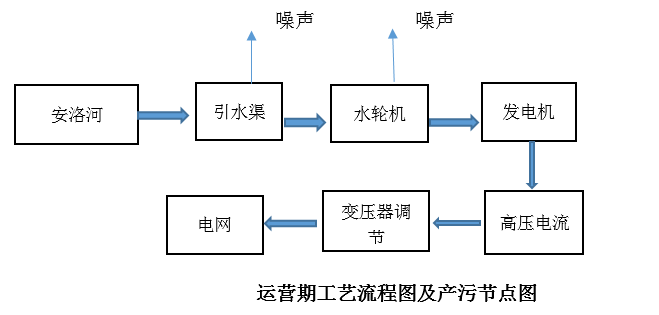 噪声
噪声
安洛河
引水渠
水轮机
发电机
电网
变压器调
节
高压电流
运营期工艺流程图及产污节点图